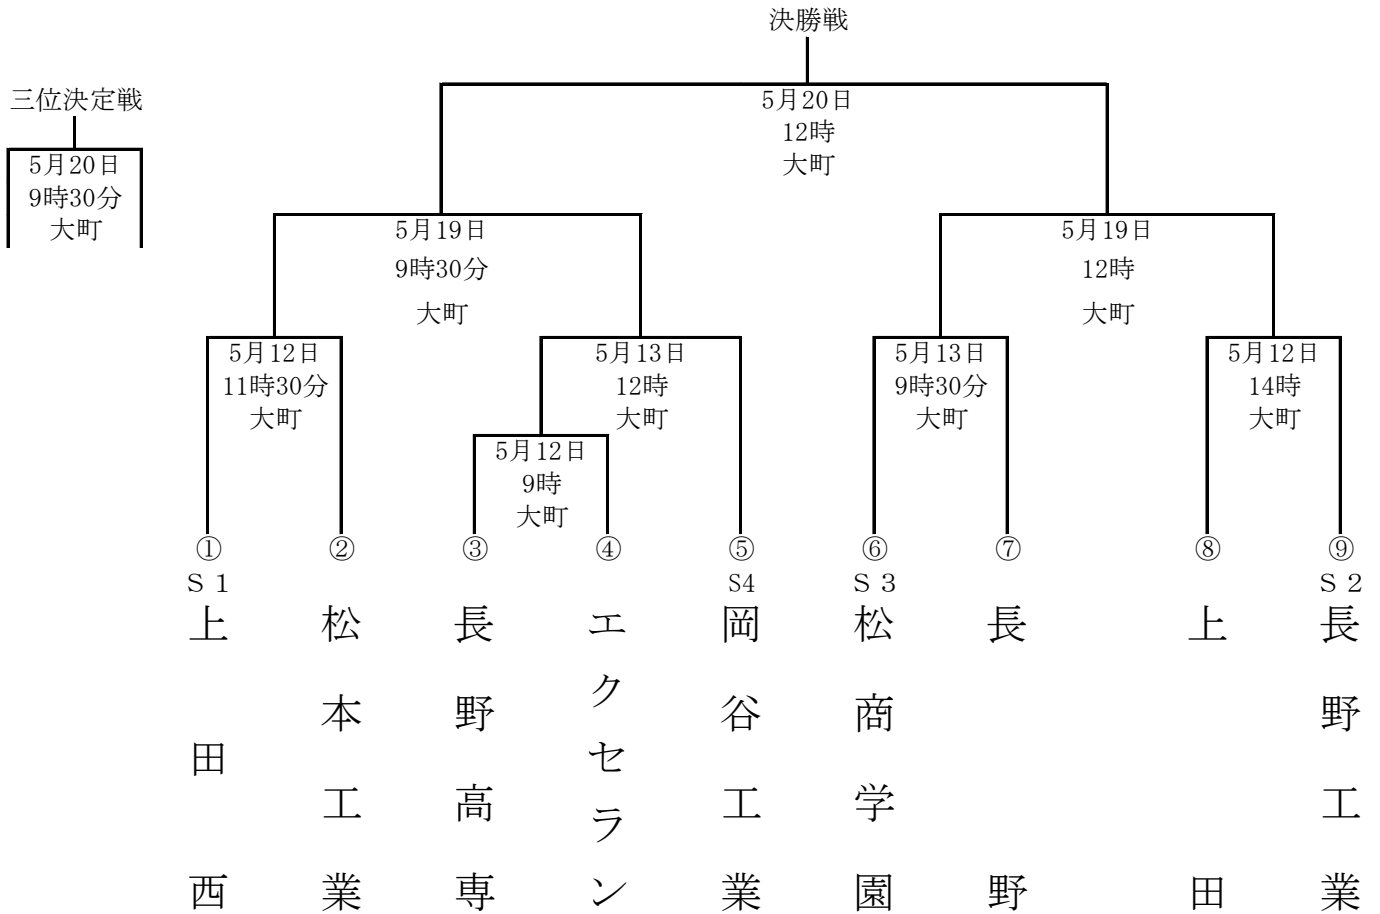 決勝戦
5月20日
12時
大町
三位決定戦
5月20日
9時30分
大町
5月19日
9時30分
大町
5月19日
12時
大町
5月12日
11時30分
大町
5月13日
12時
大町
5月13日
9時30分
大町
5月12日
14時
大町
5月12日
9時
大町
①
S 1
上田西
②
松本工業
③
長野高専
④
エクセラン
⑤
S4
岡谷工業
⑥
S 3
松商学園
⑦
長野
⑧
上田
⑨
S 2
長野工業